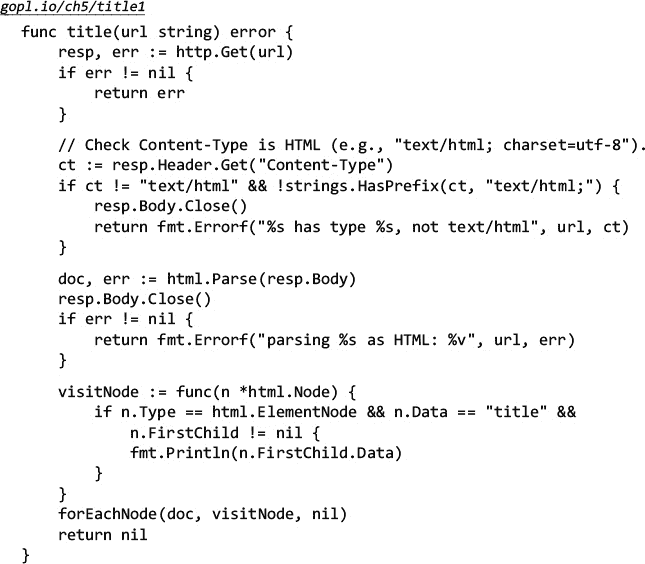 gopl.io/ch5/title1
func title(url string) error {
    resp, err := http.Get(url)
    if err != nil {
        return err
    }
    // Check Content-Type is HTML (e.g., "text/html; charset=utf-8").
    ct := resp.Header.Get("Content-Type")
    if ct != "text/html" && !strings.HasPrefix(ct, "text/html;") {
        resp.Body.Close()
        return fmt.Errorf("%s has type %s, not text/html", url, ct)
    }
    doc, err := html.Parse(resp.Body)
    resp.Body.Close()
    if err != nil {
        return fmt.Errorf("parsing %s as HTML: %v", url, err)
    }
    visitNode := func(n *html.Node) {
        if n.Type == html.ElementNode && n.Data == "title" &&
            n.FirstChild != nil {
            fmt.Println(n.FirstChild.Data)
        }
    }
    forEachNode(doc, visitNode, nil)
    return nil
}